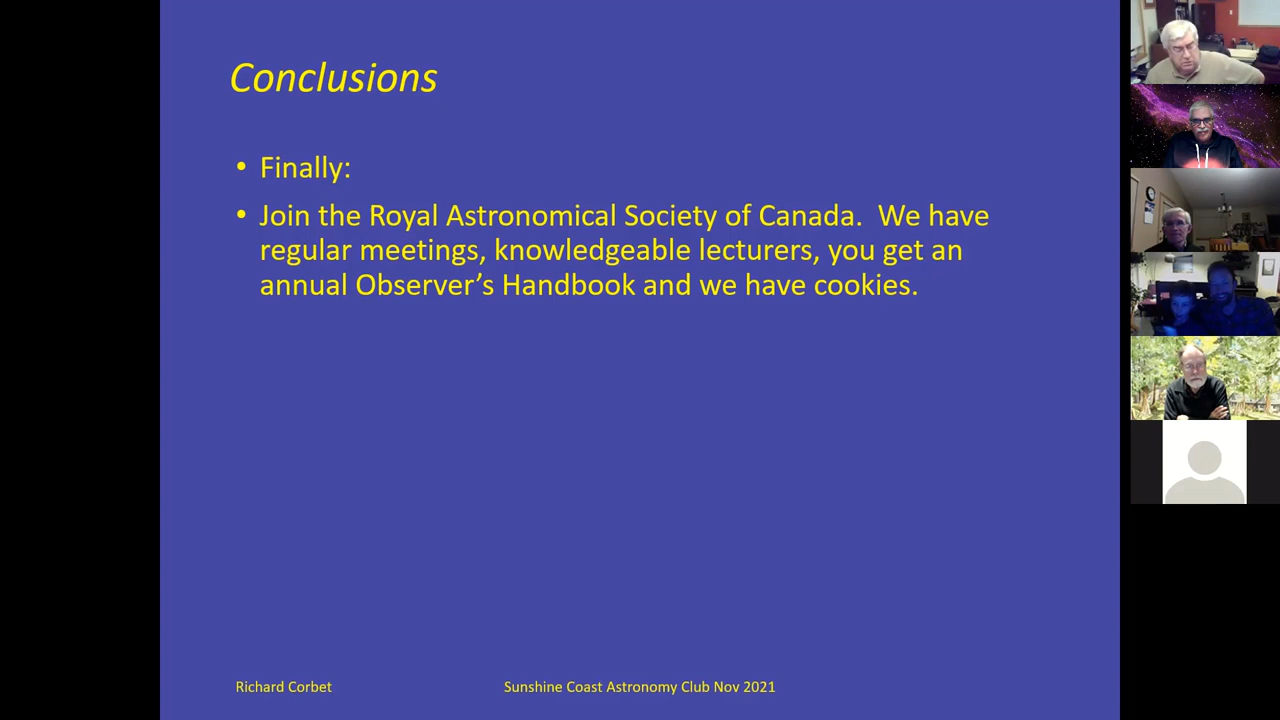 Conclusions
• Finally:
• Join the Royal Astronomical Society of Canada.  We have
regular meetings, knowledgeable lecturers, you get an
annual Observer’s Handbook and we have cookies.
Richard Corbet
Sunshine Coast Astronomy Club Nov 2021